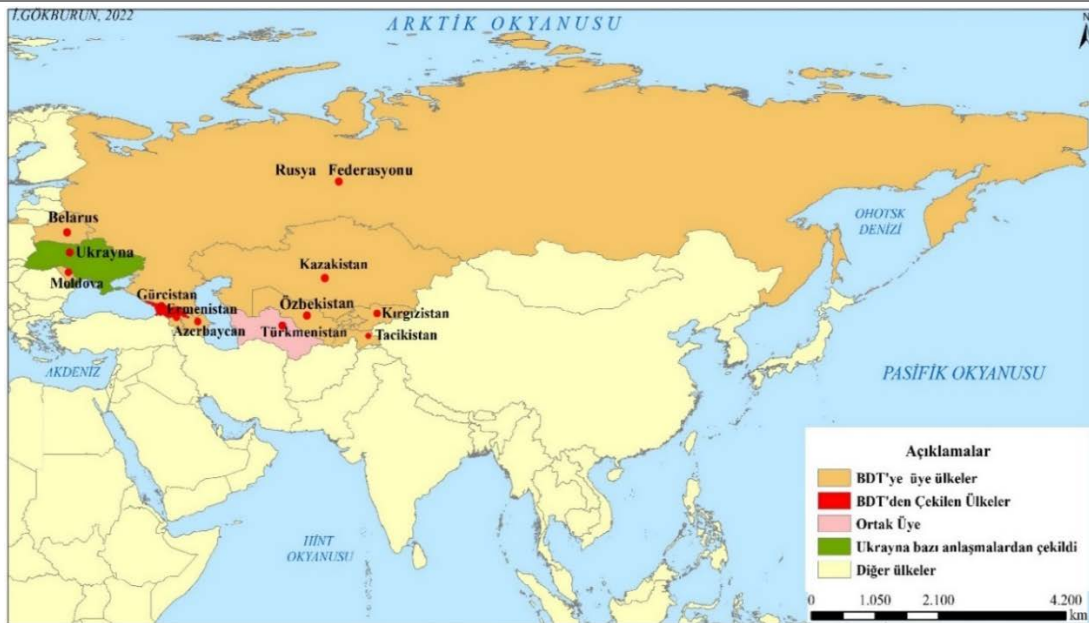 İ.GÖKBURUN, 2022
ARKTİK OKYANUSU
N
Rusya Federasyonu
Belarus
OHOTSK
DENİZİ
Ukrayna
Moldova
Kazakistan
Gürcistan
Ermenistan
Özbekistan
Kırgızistan
Azerbaycan
Türkmenistan
Tacikistan
AKDENİZ
PASİFİK OKYANUSU
HİNT
OKYANUSU
Açıklamalar
BDT'ye üye ülkeler
BDT'den Çekilen Ülkeler
Ortak Üye
Ukrayna bazı anlaşmalardan çekildi
Diğer ülkeler
0 1.050 2.100 4.200
km